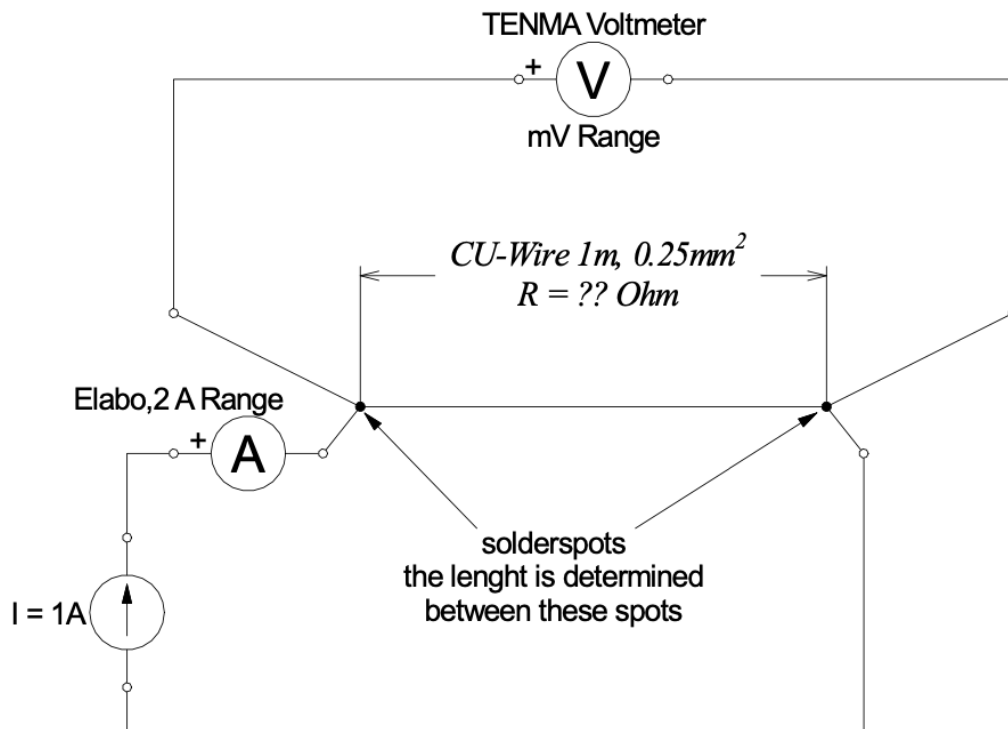 TENMA Voltmeter
+ V
mV Range
CU-Wire 1m, 0.25mm²
R = ?? Ohm
Elabo,2 A Range
+ A
solderspots
the lenght is determined
between these spots
I = 1A